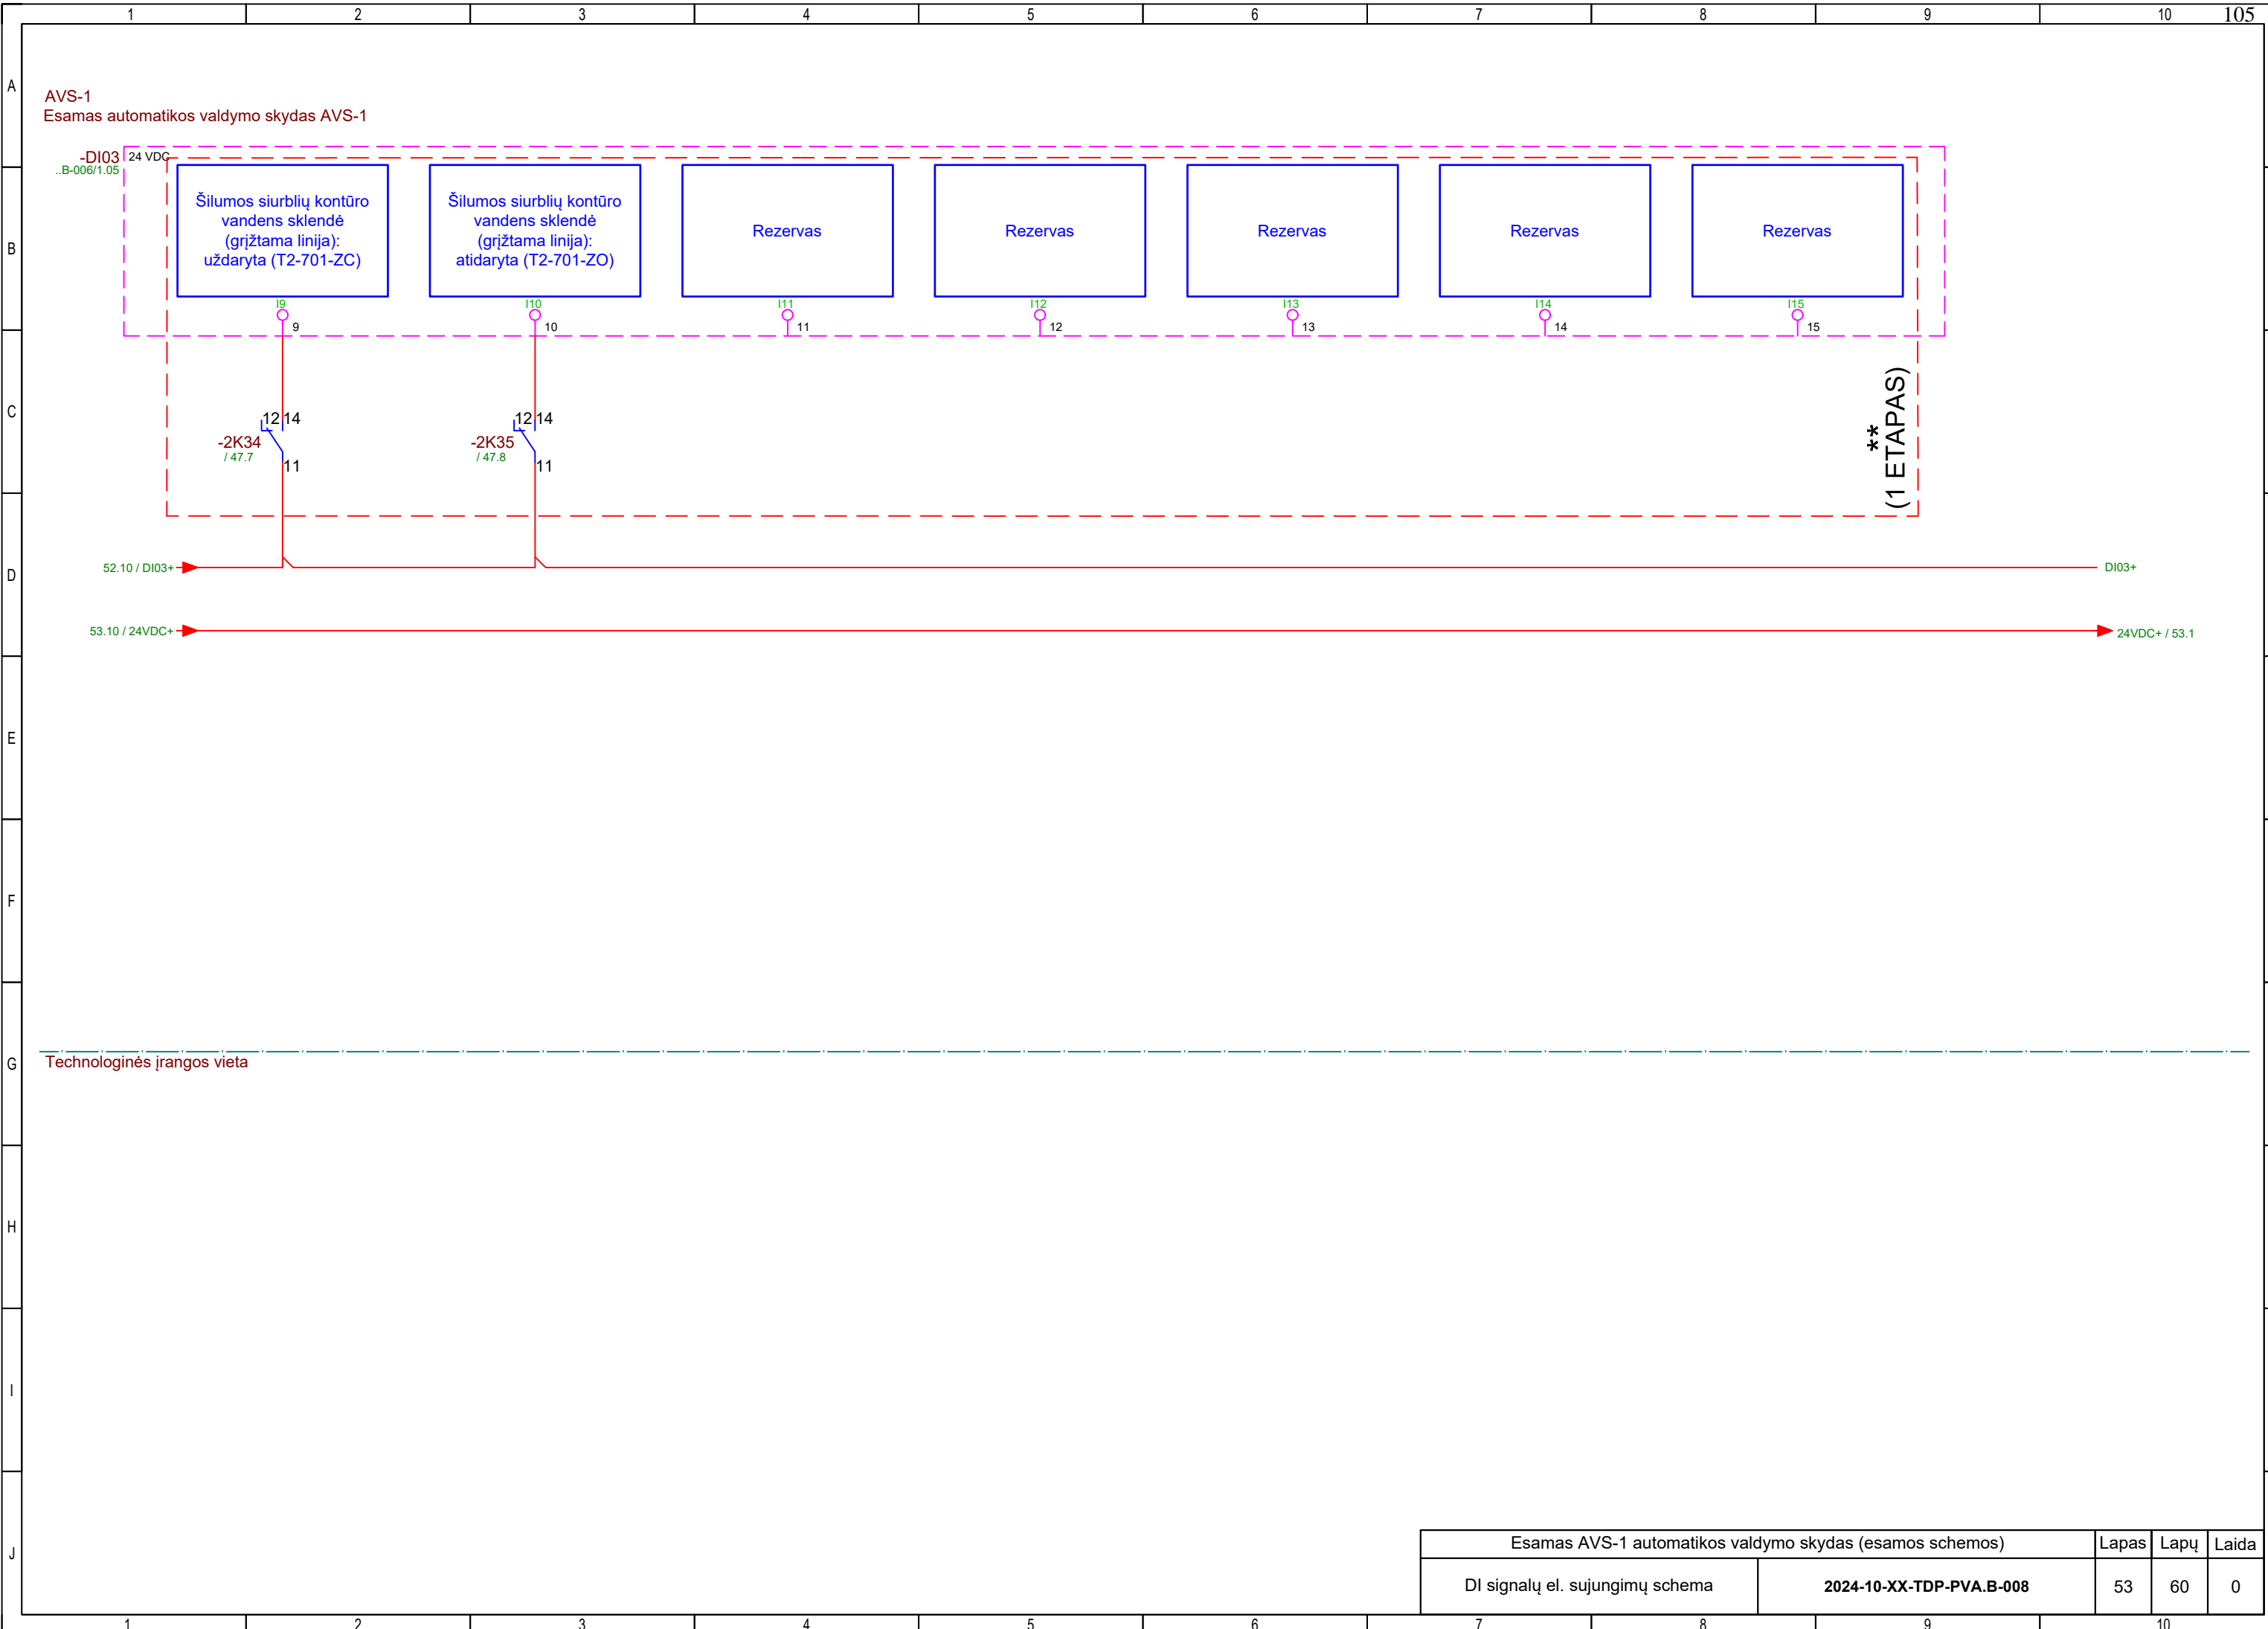 1 2 3 4 5 6 7 8 9 10 105
A
AVS-1
Esamas automatikos valdymo skydas AVS-1
-DI03 24 VDC
..B-006/1.05
B
Šilumos siurblių kontūro
vandens sklendė
(grįžtama linija):
uždaryta (T2-701-ZC)
Šilumos siurblių kontūro
vandens sklendė
(grįžtama linija):
atidaryta (T2-701-ZO)
Rezervas
Rezervas
Rezervas
Rezervas
Rezervas
I9 I10 I11 I12 I13 I14 I15
9 10 11 12 13 14 15
C
12 14 12 14
-2K34 -2K35
/ 47.7 / 47.8
11 11
**
(1 ETAPAS)
D
52.10 / DI03+ DI03+
53.10 / 24VDC+ 24VDC+ / 53.1
E
F
G
Technologinės įrangos vieta
H
I
J
Esamas AVS-1 automatikos valdymo skydas (esamos schemos) Lapas Lapų Laida
DI signalų el. sujungimų schema 2024-10-XX-TDP-PVA.B-008 53 60 0
1 2 3 4 5 6 7 8 9 10